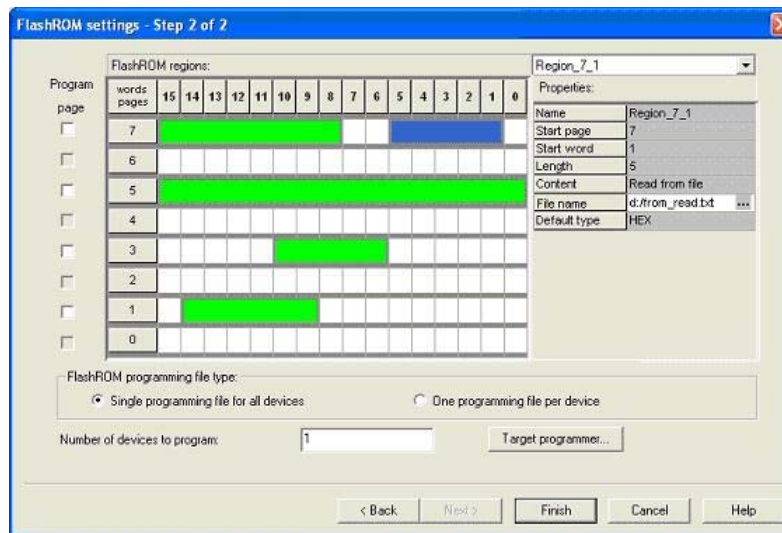 FlashROM settings - Step 2 of 2
FlashROM regions:
Region_7_1
Program page
words pages 15 14 13 12 11 10 9 8 7 6 5 4 3 2 1 0
Properties:
7
6
5
4
3
2
1
0
Name Region_7_1
Start page 7
Start word 1
Length 5
Content Read from file
File name d:/from_read.txt ...
Default type HEX
FlashROM programming file type:
Single programming file for all devices One programming file per device
Number of devices to program: 1 Target programmer...
< Back Next > Finish Cancel Help